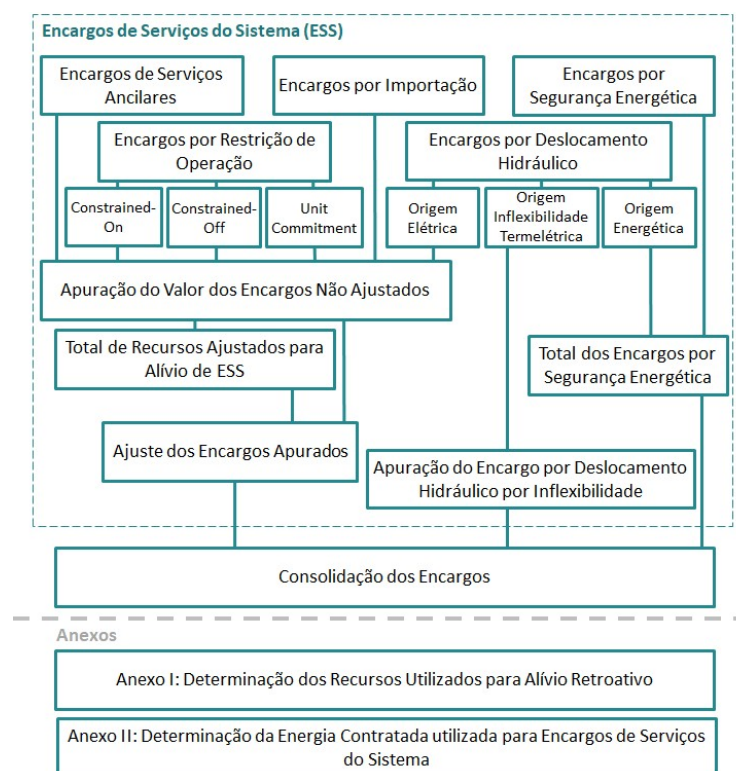 Encargos de Serviços do Sistema (ESS)
Encargos de Serviços
Ancilares
Encargos por Importação
Encargos por
Segurança Energética
Encargos por Restrição de
Operação
Encargos por Deslocamento
Hidráulico
Constrained-
On
Constrained-
Off
Unit
Commitment
Origem
Elétrica
Origem
Inflexibilidade
Termelétrica
Origem
Energética
Apuração do Valor dos Encargos Não Ajustados
Total de Recursos Ajustados para
Alívio de ESS
Total dos Encargos por
Segurança Energética
Ajuste dos Encargos Apurados
Apuração do Encargo por Deslocamento
Hidráulico por Inflexibilidade
Consolidação dos Encargos
Anexos
Anexo I: Determinação dos Recursos Utilizados para Alívio Retroativo
Anexo II: Determinação da Energia Contratada utilizada para Encargos de Serviços
do Sistema